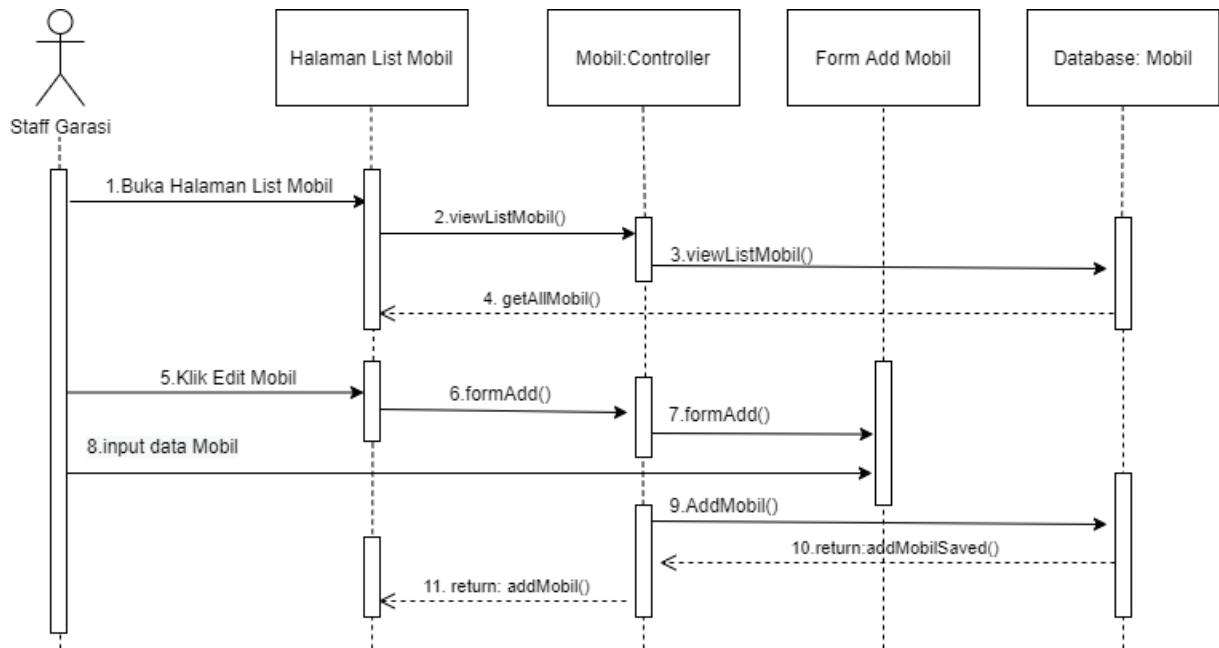 Halaman List Mobil
Mobil:Controller
Form Add Mobil
Database: Mobil
Staff Garasi
1.Buka Halaman List Mobil
2.viewListMobil()
3.viewListMobil()
4. getAllMobil()
5.Klik Edit Mobil
6.formAdd()
7.formAdd()
8.input data Mobil
9.AddMobil()
10.return:addMobilSaved()
11. return: addMobil()